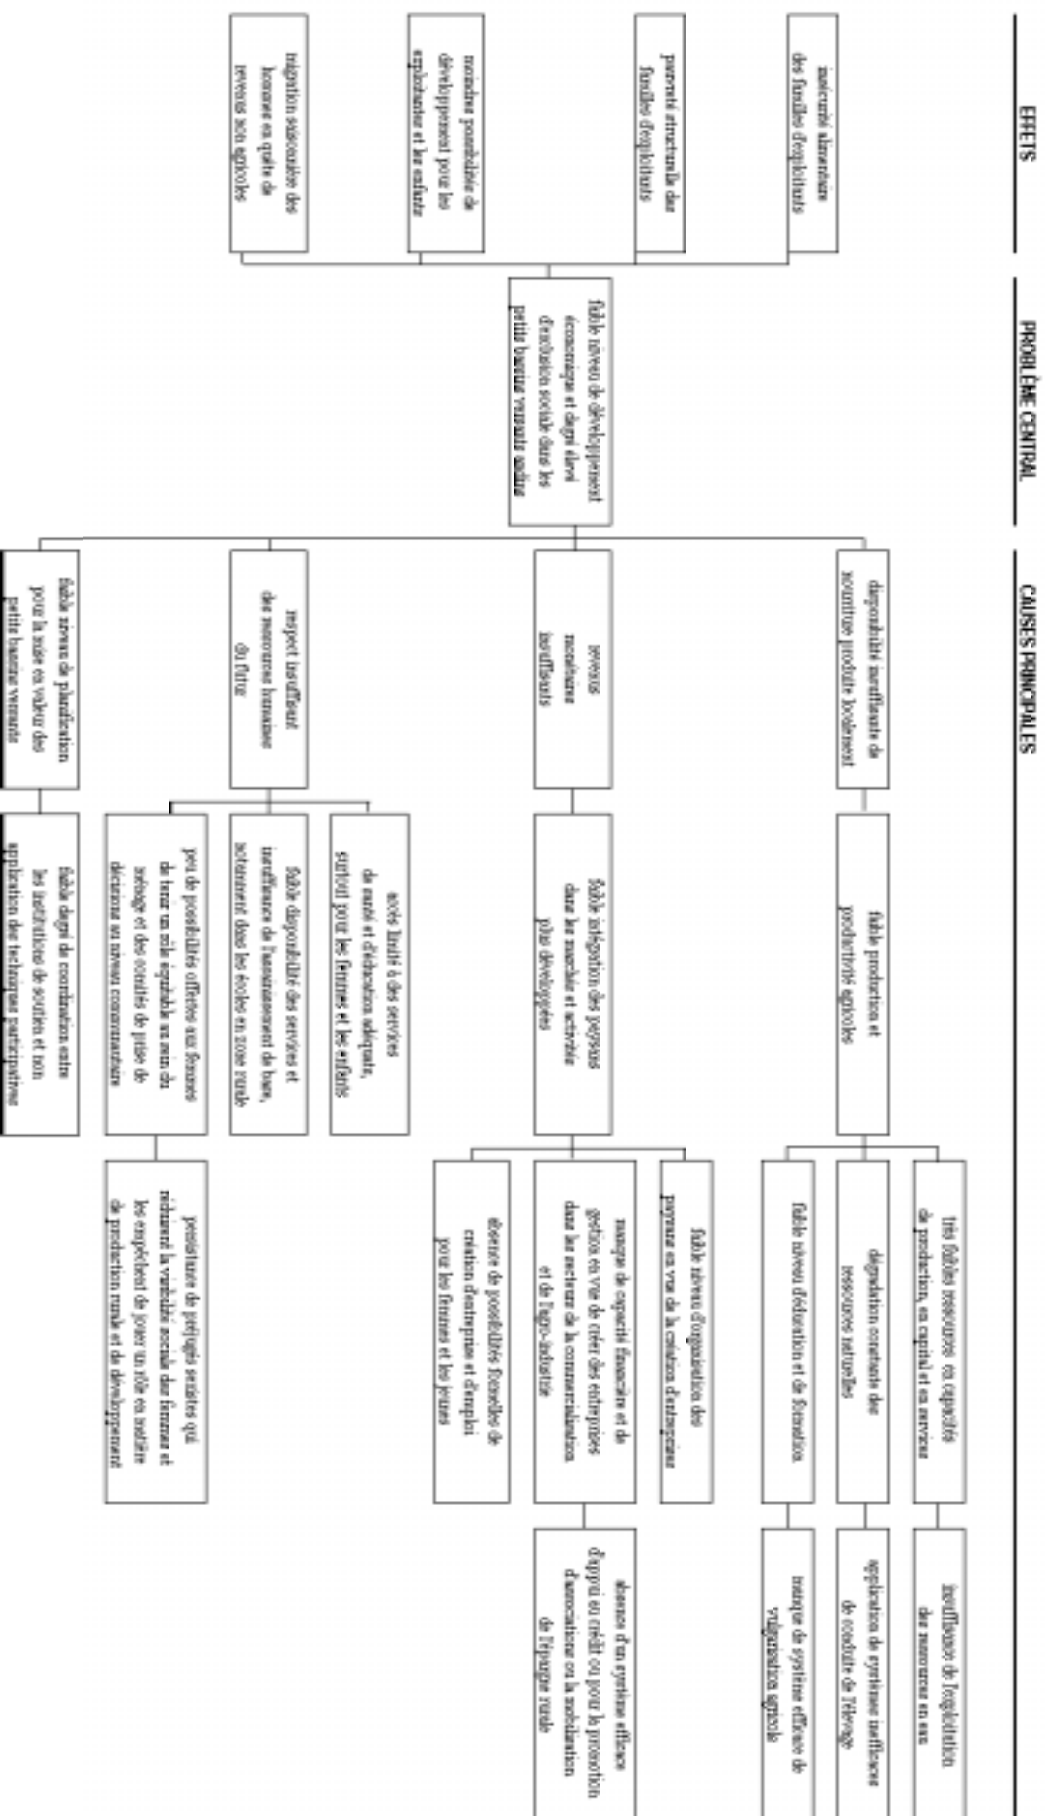 EFFETS
insécurité alimentaire
des familles d'exploitants
pauvreté structurelle des
familles d'exploitants
moindres possibilités de
développement pour les
exploitantes et les enfants
migration saisonnière des
hommes en quête de
revenus non agricoles
PROBLÈME CENTRAL
faible niveau de développement
économique et degré élevé
d'exclusion sociale dans les
petits bassins versants andins
CAUSES PRINCIPALES
disponibilité insuffisante de
nourriture produite localement
revenus
monétaires
insuffisants
respect insuffisant
des ressources humaines
du futur
faible niveau de planification
pour la mise en valeur des
petits bassins versants
faible production et
productivité agricoles
faible intégration des paysans
dans les marchés et activités
plus développées
accès limité à des services
de santé et d'éducation adéquats,
surtout pour les femmes et les enfants
faible disponibilité des services et
insuffisance de l'assainissement de base,
notamment dans les écoles en zone rurale
peu de possibilités offertes aux femmes
de tenir un rôle équitable au sein du
ménage et des comités de prise de
décisions au niveau communautaire
faible degré de coordination entre
les institutions de soutien et non
application des techniques participatives
très faibles ressources en capacités
de production, en capital et en services
dégradation constante des
ressources naturelles
faible niveau d'éducation et de formation
faible niveau d'organisation des
paysans en vue de la création d'entreprises
manque de capacité financière et de
gestion en vue de créer des entreprises
dans les secteurs de la commercialisation
et de l'agro-industrie
absence de possibilités formelles de
création d'entreprise et d'emploi
pour les femmes et les jeunes
persistance de préjugés sexistes qui
réduisent la visibilité sociale des femmes et
les empêchent de jouer un rôle en matière
de production rurale et de développement
insuffisance de l'exploitation
des ressources en eau
application de systèmes inefficaces
de conduite de l'élevage
manque de système efficace de
vulgarisation agricole
absence d'un système efficace
d'appui au crédit ou pour la promotion
d'associations ou la mobilisation
de l'épargne rurale